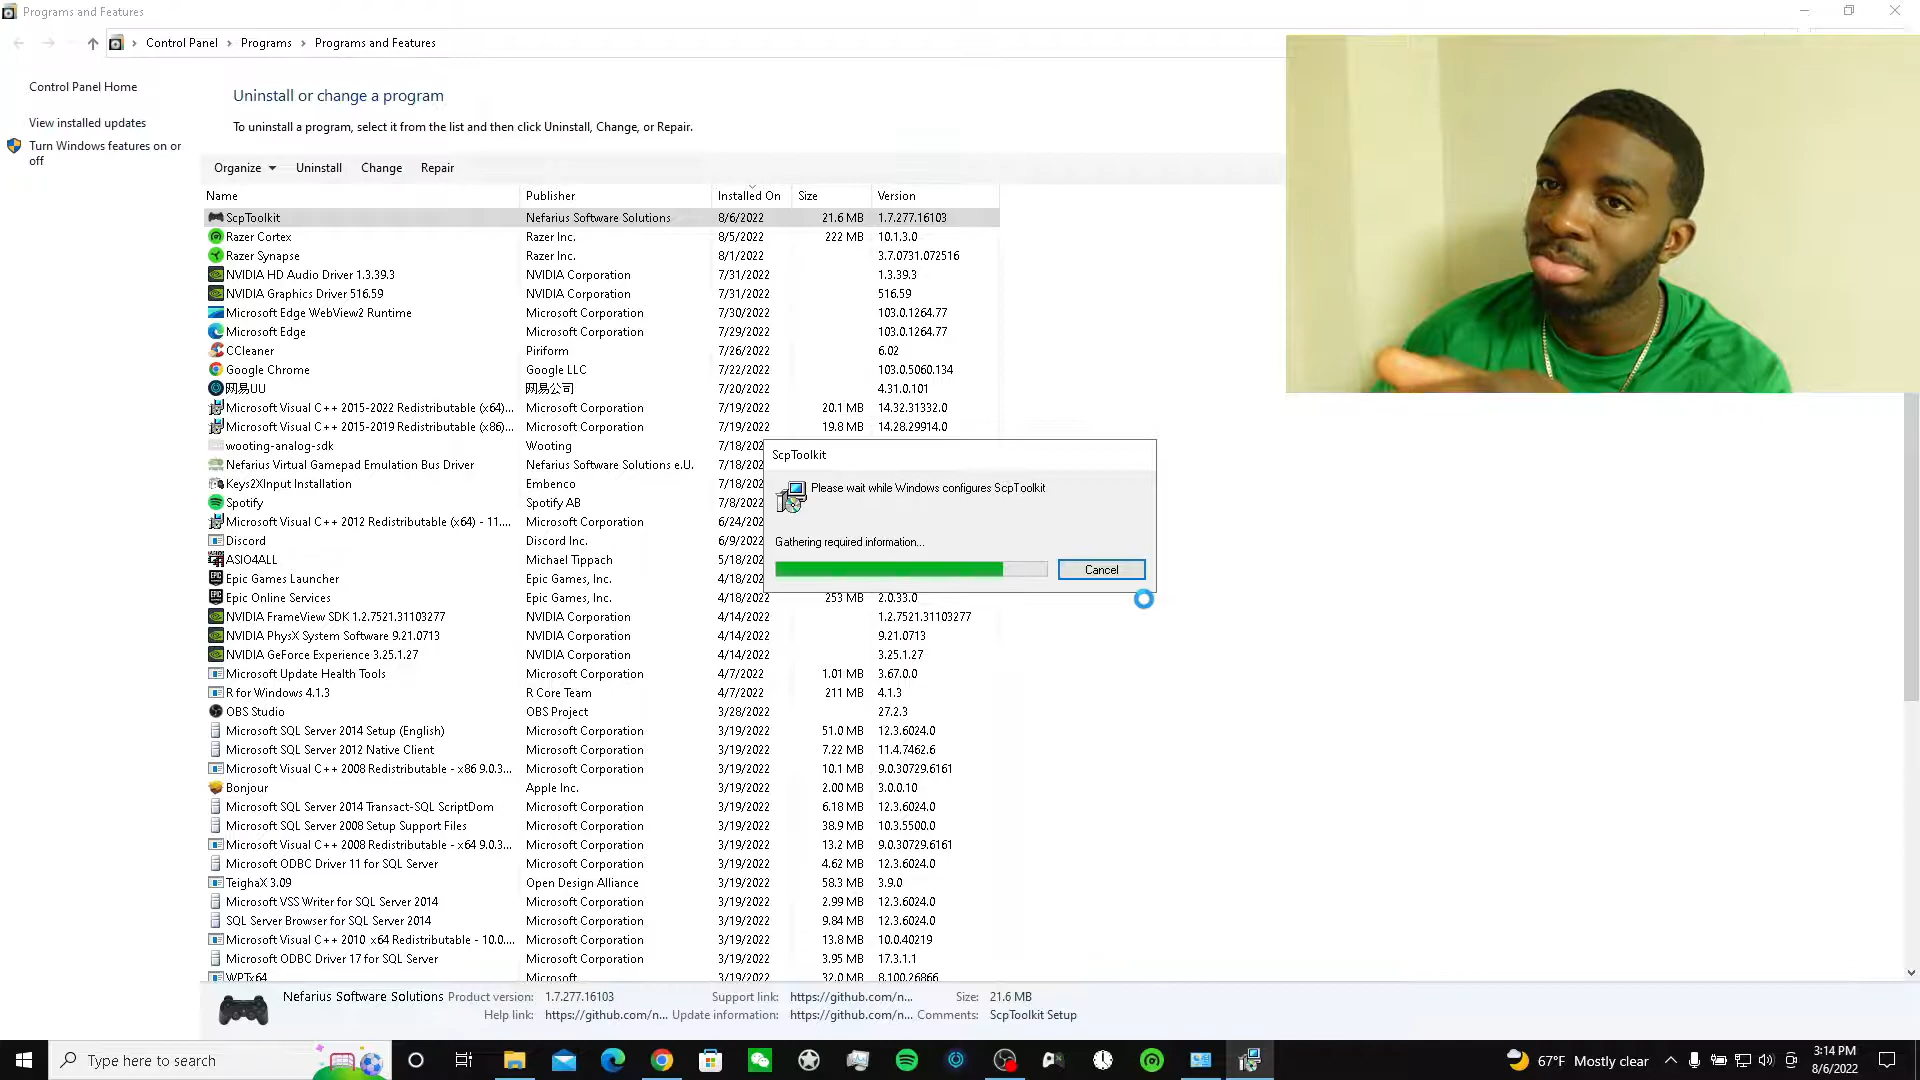 Programs and Features
Control Panel > Programs > Programs and Features
Control Panel Home
View installed updates
Turn Windows features on or off
Uninstall or change a program
To uninstall a program, select it from the list and then click Uninstall, Change, or Repair.
Organize Uninstall Change Repair
Name Publisher Installed On Size Version
ScpToolkit Nefarius Software Solutions 8/6/2022 21.6 MB 1.7.277.16103
Razer Cortex Razer Inc. 8/5/2022 222 MB 10.1.3.0
Razer Synapse Razer Inc. 8/1/2022 3.7.0731.072516
NVIDIA HD Audio Driver 1.3.39.3 NVIDIA Corporation 7/31/2022 1.3.39.3
NVIDIA Graphics Driver 516.59 NVIDIA Corporation 7/31/2022 516.59
Microsoft Edge WebView2 Runtime Microsoft Corporation 7/30/2022 103.0.1264.77
Microsoft Edge Microsoft Corporation 7/29/2022 103.0.1264.77
CCleaner Piriform 7/26/2022 6.02
Google Chrome Google LLC 7/22/2022 103.0.5060.134
网易UU 网易公司 7/20/2022 4.31.0.101
Microsoft Visual C++ 2015-2022 Redistributable (x64)... Microsoft Corporation 7/19/2022 20.1 MB 14.32.31332.0
Microsoft Visual C++ 2015-2019 Redistributable (x86)... Microsoft Corporation 7/19/2022 19.8 MB 14.28.29914.0
wooting-analog-sdk Wooting 7/18/202
Nefarius Virtual Gamepad Emulation Bus Driver Nefarius Software Solutions e.U. 7/18/202
Keys2XInput Installation Embenco 7/18/202
Spotify Spotify AB 7/8/2022
Microsoft Visual C++ 2012 Redistributable (x64) - 11.... Microsoft Corporation 6/24/202
Discord Discord Inc. 6/9/2022
ASIO4ALL Michael Tippach 5/18/202
Epic Games Launcher Epic Games, Inc. 4/18/202
Epic Online Services Epic Games, Inc. 4/18/2022 253 MB 2.0.33.0
NVIDIA FrameView SDK 1.2.7521.31103277 NVIDIA Corporation 4/14/2022 1.2.7521.31103277
NVIDIA PhysX System Software 9.21.0713 NVIDIA Corporation 4/14/2022 9.21.0713
NVIDIA GeForce Experience 3.25.1.27 NVIDIA Corporation 4/14/2022 3.25.1.27
Microsoft Update Health Tools Microsoft Corporation 4/7/2022 1.01 MB 3.67.0.0
R for Windows 4.1.3 R Core Team 4/7/2022 211 MB 4.1.3
OBS Studio OBS Project 3/28/2022 27.2.3
Microsoft SQL Server 2014 Setup (English) Microsoft Corporation 3/19/2022 51.0 MB 12.3.6024.0
Microsoft SQL Server 2012 Native Client Microsoft Corporation 3/19/2022 7.22 MB 11.4.7462.6
Microsoft Visual C++ 2008 Redistributable - x86 9.0.3... Microsoft Corporation 3/19/2022 10.1 MB 9.0.30729.6161
Bonjour Apple Inc. 3/19/2022 2.00 MB 3.0.0.10
Microsoft SQL Server 2014 Transact-SQL ScriptDom Microsoft Corporation 3/19/2022 6.18 MB 12.3.6024.0
Microsoft SQL Server 2008 Setup Support Files Microsoft Corporation 3/19/2022 38.9 MB 10.3.5500.0
Microsoft Visual C++ 2008 Redistributable - x64 9.0.3... Microsoft Corporation 3/19/2022 13.2 MB 9.0.30729.6161
Microsoft ODBC Driver 11 for SQL Server Microsoft Corporation 3/19/2022 4.62 MB 12.3.6024.0
TeighaX 3.09 Open Design Alliance 3/19/2022 58.3 MB 3.9.0
Microsoft VSS Writer for SQL Server 2014 Microsoft Corporation 3/19/2022 2.99 MB 12.3.6024.0
SQL Server Browser for SQL Server 2014 Microsoft Corporation 3/19/2022 9.84 MB 12.3.6024.0
Microsoft Visual C++ 2010 x64 Redistributable - 10.0.... Microsoft Corporation 3/19/2022 13.8 MB 10.0.40219
Microsoft ODBC Driver 17 for SQL Server Microsoft Corporation 3/19/2022 3.95 MB 17.3.1.1
WPTx64 Microsoft 3/19/2022 32.0 MB 8.100.26866
ScpToolkit
Please wait while Windows configures ScpToolkit
Gathering required information...
Cancel
Nefarius Software Solutions Product version: 1.7.277.16103 Support link: https://github.com/n... Size: 21.6 MB
Help link: https://github.com/n... Update information: https://github.com/n... Comments: ScpToolkit Setup
Type here to search
67°F Mostly clear
3:14 PM
8/6/2022